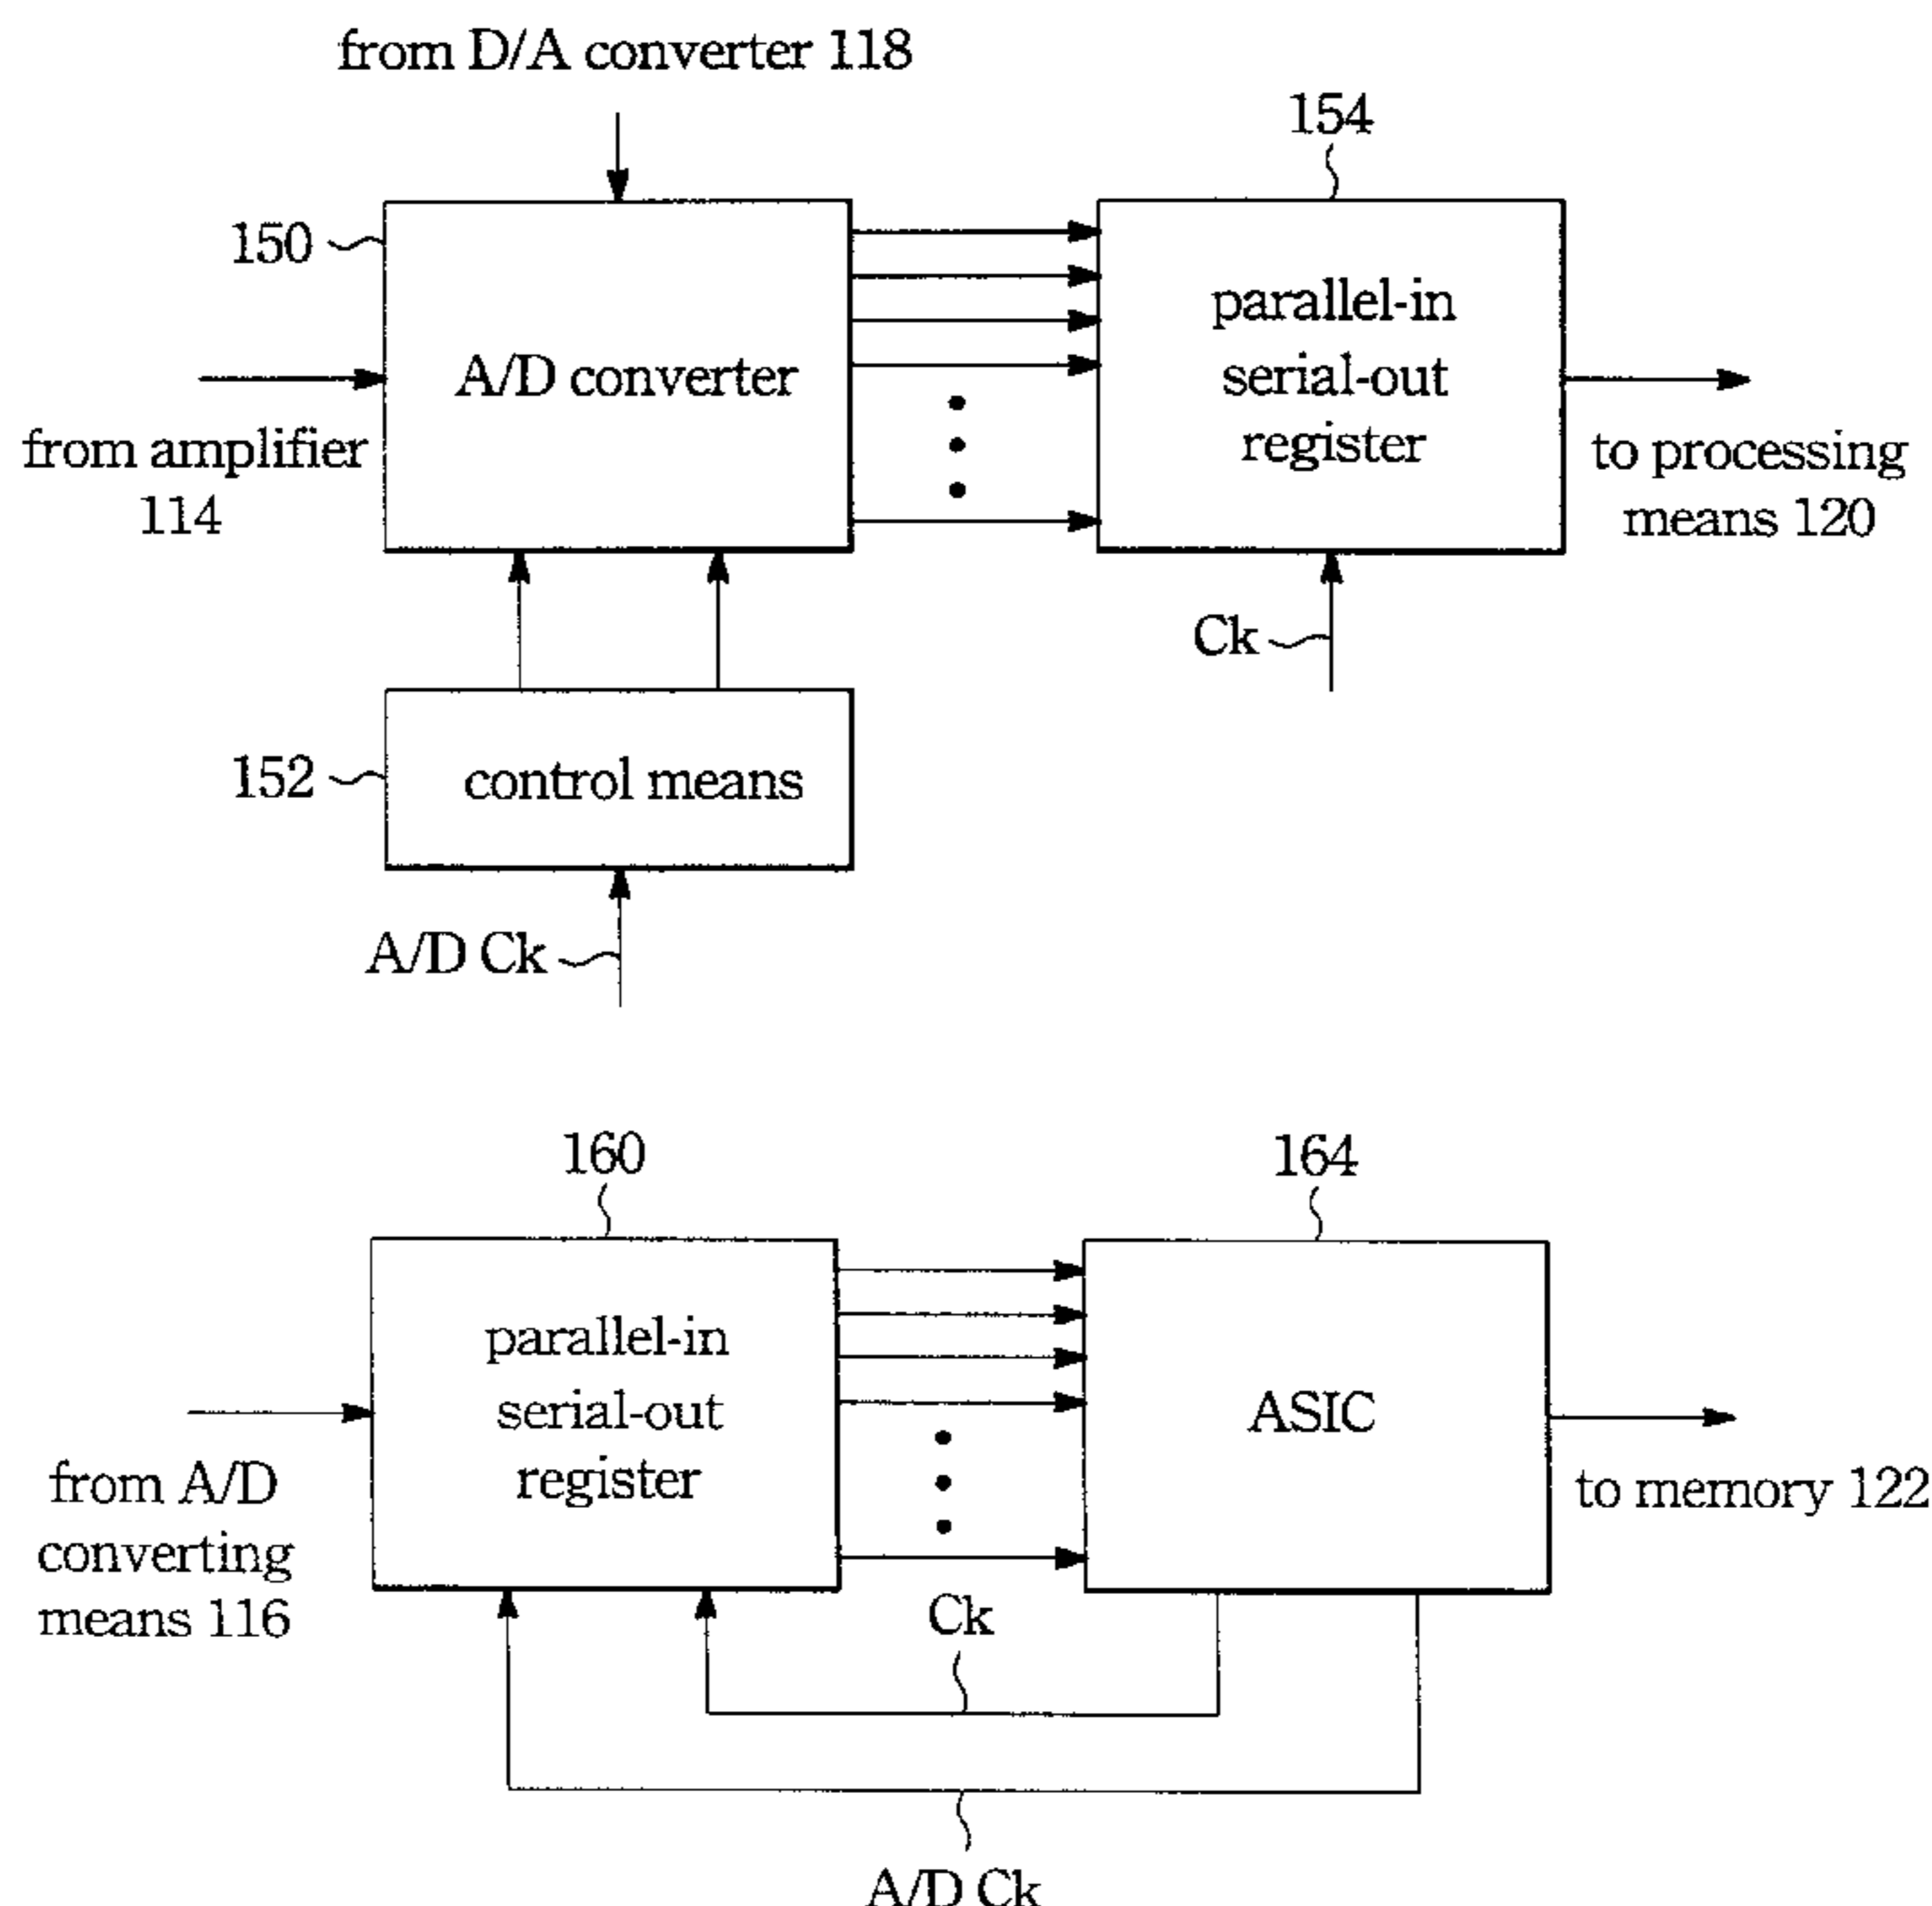 from D/A converter 118
154
150
parallel-in
A/D converter
serial-out
register
from amplifier
114
to processing
means 120
Ck
152
control means
A/D Ck
160
164
parallel-in
serial-out
register
ASIC
from A/D
converting
means 116
to memory 122
Ck
A/D Ck